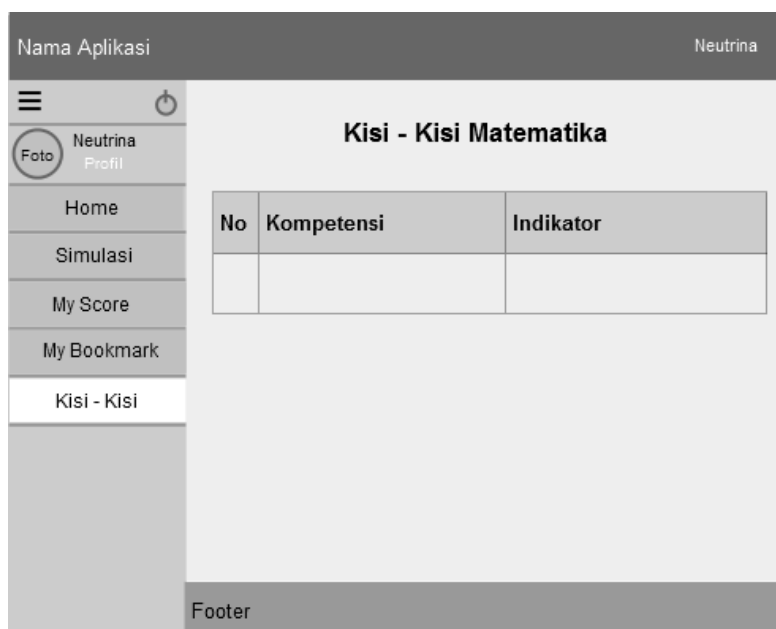 Nama Aplikasi
Neutrina
Foto
Neutrina
Profil
Home
Simulasi
My Score
My Bookmark
Kisi - Kisi
Kisi - Kisi Matematika
No Kompetensi Indikator
Footer